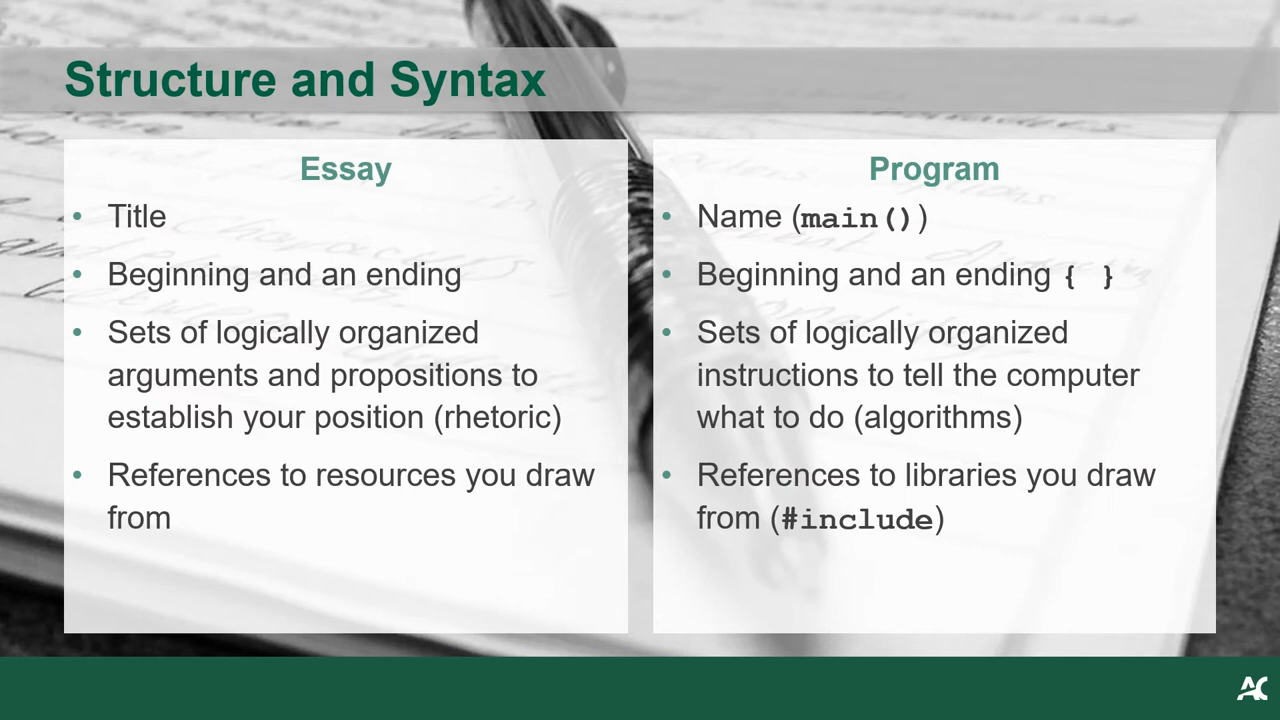 Structure and Syntax
Essay
• Title
• Beginning and an ending
• Sets of logically organized
arguments and propositions to
establish your position (rhetoric)
• References to resources you draw
from
Program
• Name (main())
• Beginning and an ending { }
• Sets of logically organized
instructions to tell the computer
what to do (algorithms)
• References to libraries you draw
from (#include)
AC